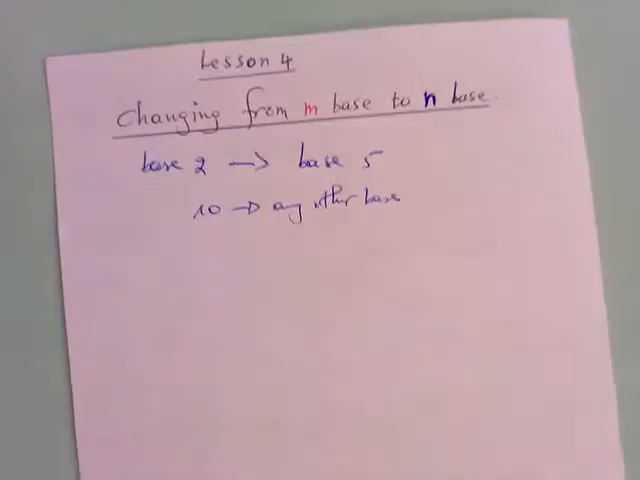 Lesson 4
Changing from m base to n base.
base 2 → base 5
10 → any other base